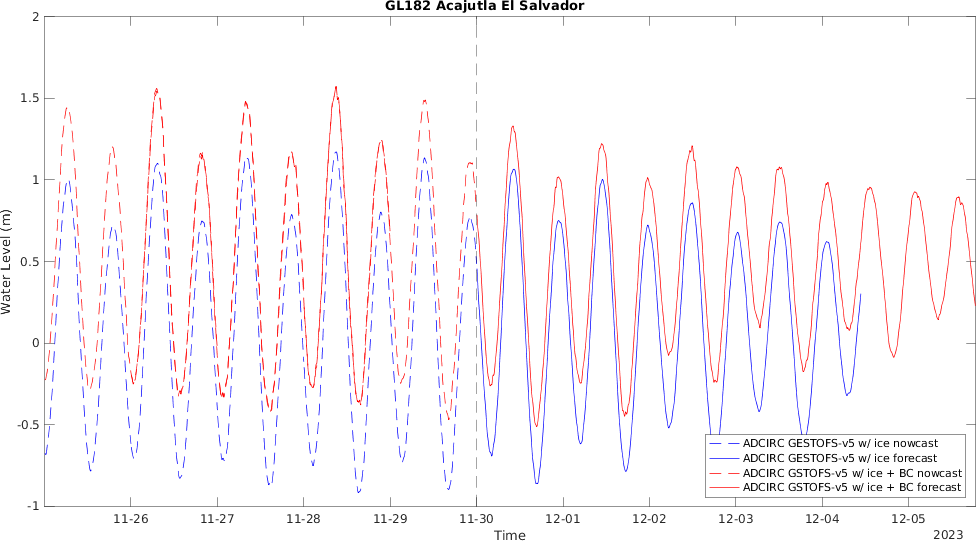 GL182 Acajutla El Salvador
2
1.5
1
0.5
0
-0.5
-1
Water Level (m)
11-26
11-27
11-28
11-29
11-30
12-01
12-02
12-03
12-04
12-05
Time
2023
ADCIRC GESTOFS-v5 w/ ice nowcast
ADCIRC GESTOFS-v5 w/ ice forecast
ADCIRC GSTOFS-v5 w/ ice + BC nowcast
ADCIRC GSTOFS-v5 w/ ice + BC forecast